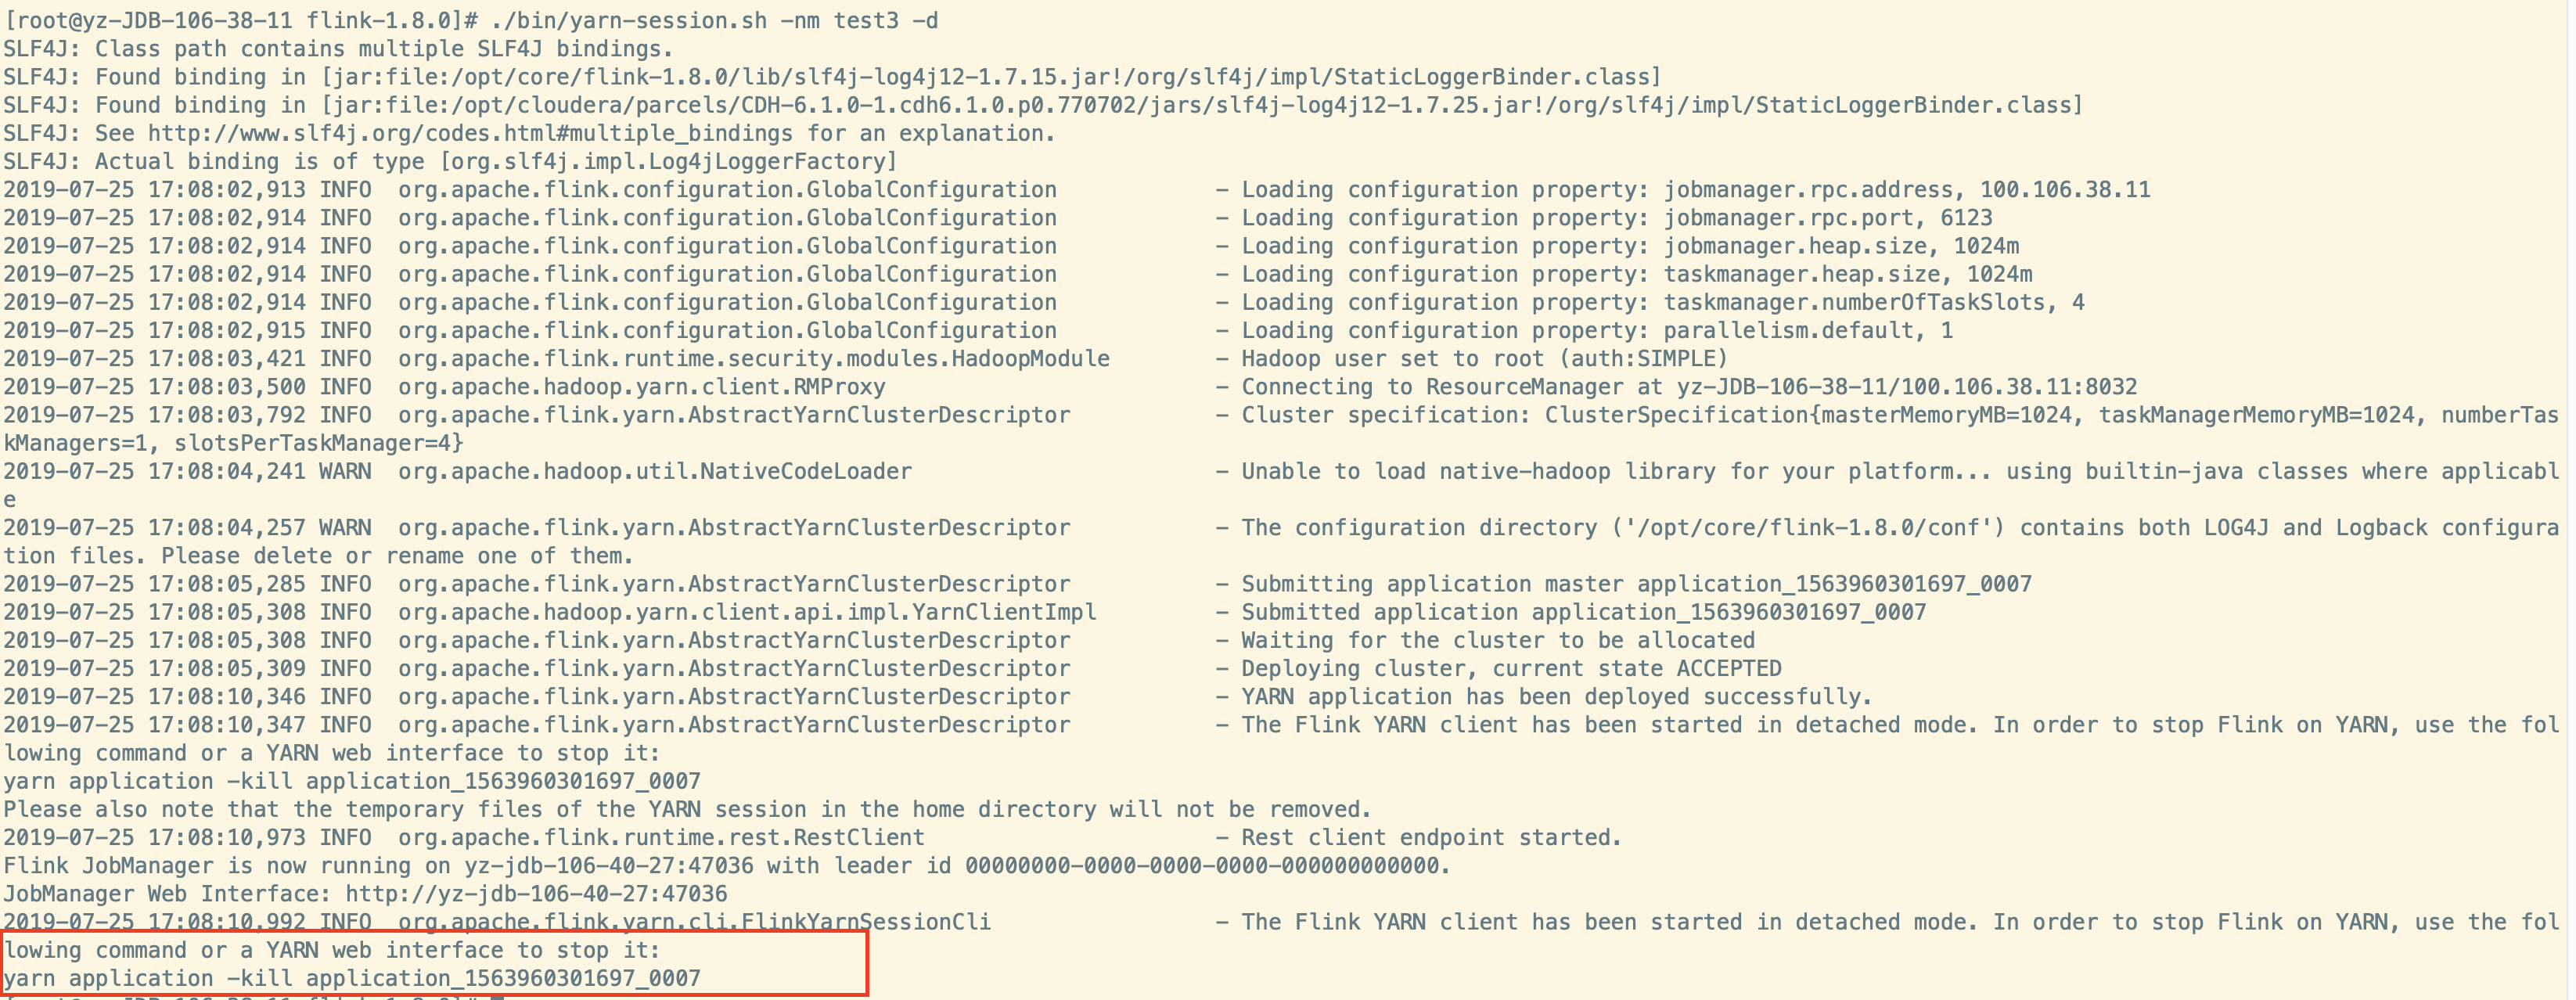 [root@yz-JDB-106-38-11 flink-1.8.0]# ./bin/yarn-session.sh -nm test3 -d
SLF4J: Class path contains multiple SLF4J bindings.
SLF4J: Found binding in [jar:file:/opt/core/flink-1.8.0/lib/slf4j-log4j12-1.7.15.jar!/org/slf4j/impl/StaticLoggerBinder.class]
SLF4J: Found binding in [jar:file:/opt/cloudera/parcels/CDH-6.1.0-1.cdh6.1.0.p0.770702/jars/slf4j-log4j12-1.7.25.jar!/org/slf4j/impl/StaticLoggerBinder.class]
SLF4J: See http://www.slf4j.org/codes.html#multiple_bindings for an explanation.
SLF4J: Actual binding is of type [org.slf4j.impl.Log4jLoggerFactory]
2019-07-25 17:08:02,913 INFO  org.apache.flink.configuration.GlobalConfiguration            - Loading configuration property: jobmanager.rpc.address, 100.106.38.11
2019-07-25 17:08:02,914 INFO  org.apache.flink.configuration.GlobalConfiguration            - Loading configuration property: jobmanager.rpc.port, 6123
2019-07-25 17:08:02,914 INFO  org.apache.flink.configuration.GlobalConfiguration            - Loading configuration property: jobmanager.heap.size, 1024m
2019-07-25 17:08:02,914 INFO  org.apache.flink.configuration.GlobalConfiguration            - Loading configuration property: taskmanager.heap.size, 1024m
2019-07-25 17:08:02,914 INFO  org.apache.flink.configuration.GlobalConfiguration            - Loading configuration property: taskmanager.numberOfTaskSlots, 4
2019-07-25 17:08:02,915 INFO  org.apache.flink.configuration.GlobalConfiguration            - Loading configuration property: parallelism.default, 1
2019-07-25 17:08:03,421 INFO  org.apache.flink.runtime.security.modules.HadoopModule        - Hadoop user set to root (auth:SIMPLE)
2019-07-25 17:08:03,500 INFO  org.apache.hadoop.yarn.client.RMProxy                         - Connecting to ResourceManager at yz-JDB-106-38-11/100.106.38.11:8032
2019-07-25 17:08:03,792 INFO  org.apache.flink.yarn.AbstractYarnClusterDescriptor           - Cluster specification: ClusterSpecification{masterMemoryMB=1024, taskManagerMemoryMB=1024, numberTas
kManagers=1, slotsPerTaskManager=4}
2019-07-25 17:08:04,241 WARN  org.apache.hadoop.util.NativeCodeLoader                       - Unable to load native-hadoop library for your platform... using builtin-java classes where applicabl
e
2019-07-25 17:08:04,257 WARN  org.apache.flink.yarn.AbstractYarnClusterDescriptor           - The configuration directory ('/opt/core/flink-1.8.0/conf') contains both LOG4J and Logback configura
tion files. Please delete or rename one of them.
2019-07-25 17:08:05,285 INFO  org.apache.flink.yarn.AbstractYarnClusterDescriptor           - Submitting application master application_1563960301697_0007
2019-07-25 17:08:05,308 INFO  org.apache.hadoop.yarn.client.api.impl.YarnClientImpl         - Submitted application application_1563960301697_0007
2019-07-25 17:08:05,308 INFO  org.apache.flink.yarn.AbstractYarnClusterDescriptor           - Waiting for the cluster to be allocated
2019-07-25 17:08:05,309 INFO  org.apache.flink.yarn.AbstractYarnClusterDescriptor           - Deploying cluster, current state ACCEPTED
2019-07-25 17:08:10,346 INFO  org.apache.flink.yarn.AbstractYarnClusterDescriptor           - YARN application has been deployed successfully.
2019-07-25 17:08:10,347 INFO  org.apache.flink.yarn.AbstractYarnClusterDescriptor           - The Flink YARN client has been started in detached mode. In order to stop Flink on YARN, use the fol
lowing command or a YARN web interface to stop it:
yarn application -kill application_1563960301697_0007
Please also note that the temporary files of the YARN session in the home directory will not be removed.
2019-07-25 17:08:10,973 INFO  org.apache.flink.runtime.rest.RestClient                      - Rest client endpoint started.
Flink JobManager is now running on yz-jdb-106-40-27:47036 with leader id 00000000-0000-0000-0000-000000000000.
JobManager Web Interface: http://yz-jdb-106-40-27:47036
2019-07-25 17:08:10,992 INFO  org.apache.flink.yarn.cli.FlinkYarnSessionCli                 - The Flink YARN client has been started in detached mode. In order to stop Flink on YARN, use the fol
lowing command or a YARN web interface to stop it:
yarn application -kill application_1563960301697_0007